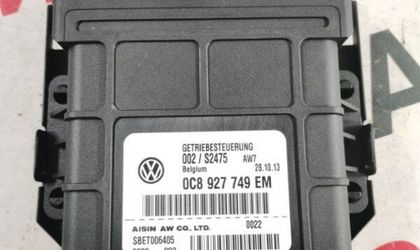 GETRIEBESTEUERUNG
002 / S2475 AW7
Belgium 28.10.13
0C8 927 749 EM
AISIN AW CO., LTD. 0022
SBET006405